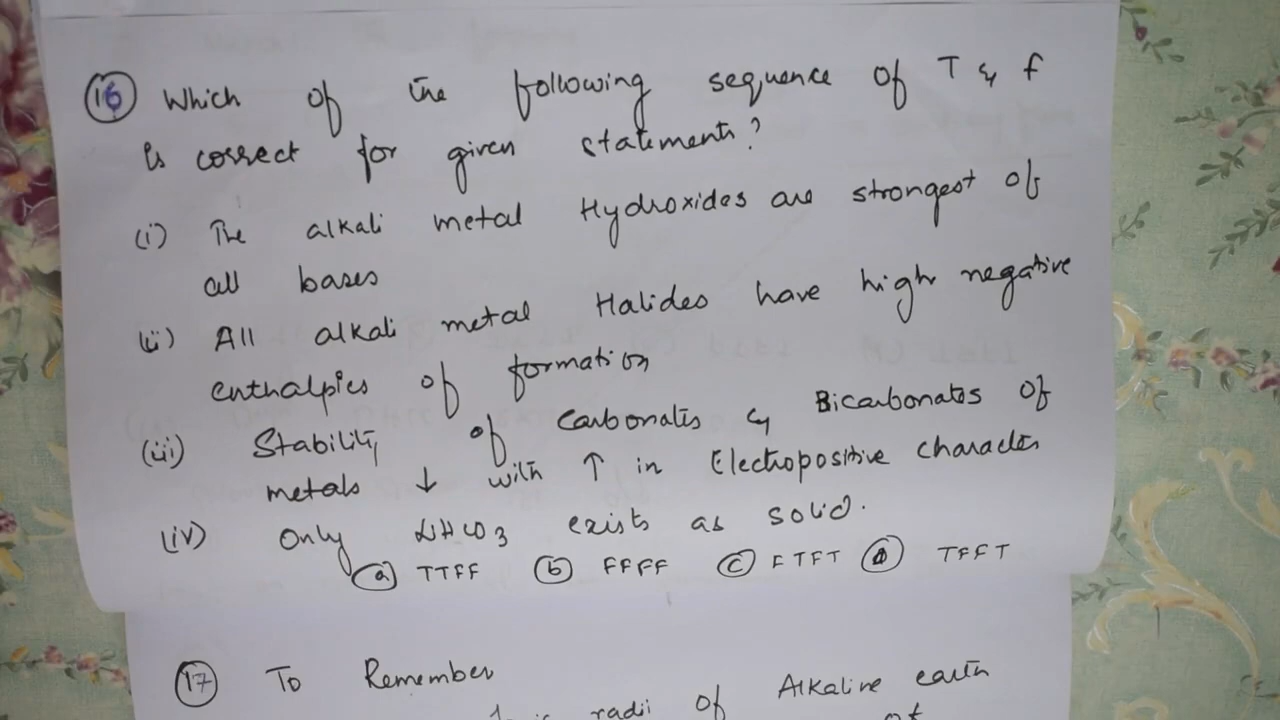 16 Which of the following sequence of T & f
is correct for given statements?
(i) The alkali metal Hydroxides are strongest of
all bases
(ii) All alkali metal Halides have high negative
enthalpies of formation
(iii) Stability of carbonates & Bicarbonates of
metals ↓ with ↑ in Electropositive character
(iv) Only LiHCO3 exists as solid.
(a) TTFF (b) FFFF (c) FTFT (d) TFFT
17 To Remember
radii of Alkaline earth
of